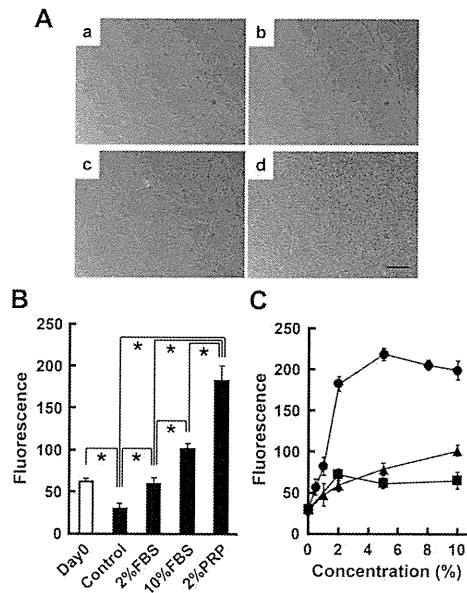 A
a
b
c
d
B
C
250
200
150
100
50
0
Fluorescence
* * * * * *
Day0
Control
2%FBS
10%FBS
2%PRP
250
200
150
100
50
0
Fluorescence
0 2 4 6 8 10
Concentration (%)